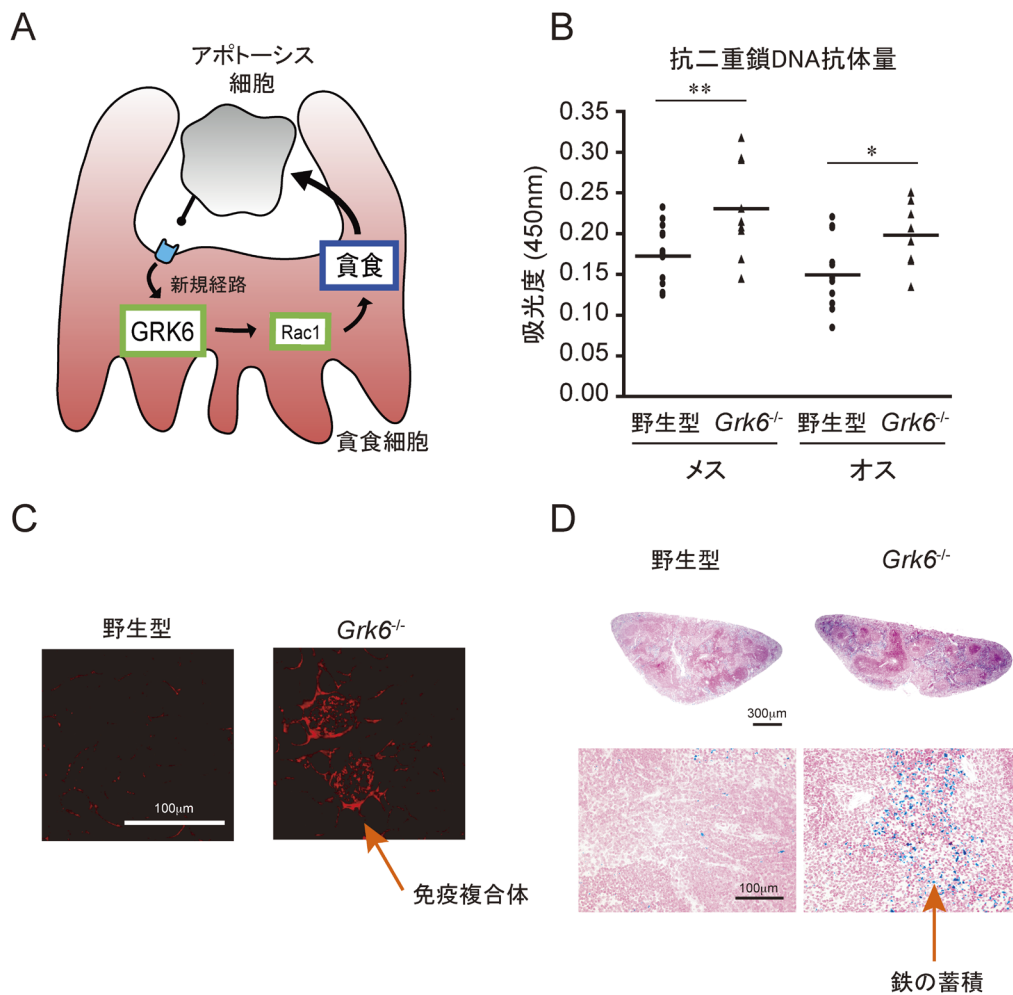 A
アポトーシス
細胞
貪食
新規経路
GRK6
Rac1
貪食細胞
B
抗二重鎖DNA抗体量
**
*
吸光度 (450nm)
0.35
0.30
0.25
0.20
0.15
0.10
0.05
0.00
野生型 Grk6-/- 野生型 Grk6-/-
メス オス
C
野生型 Grk6-/-
100μm
免疫複合体
D
野生型 Grk6-/-
300μm
100μm
鉄の蓄積